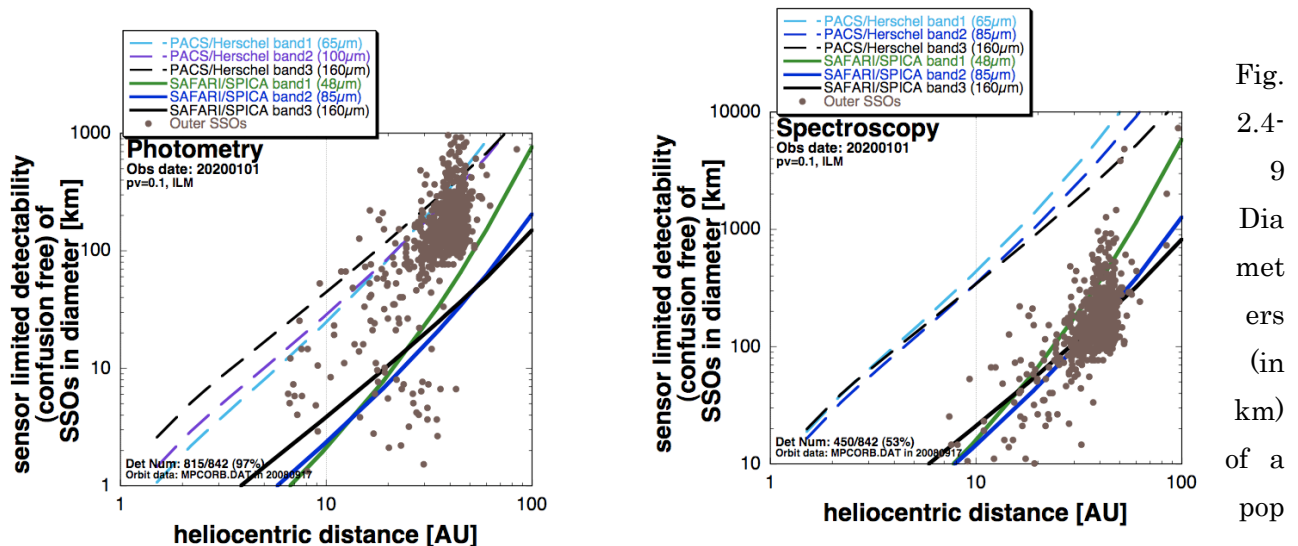 PACS/Herschel band1 (65µm)
PACS/Herschel band2 (100µm)
PACS/Herschel band3 (160µm)
SAFARI/SPICA band1 (48µm)
SAFARI/SPICA band2 (85µm)
SAFARI/SPICA band3 (160µm)
Outer SSOs
1000
100
10
1
Photometry
Obs date: 20200101
pv=0.1, ILM
sensor limited detectability
(confusion free) of
SSOs in diameter [km]
Det Num: 815/842 (97%)
Orbit data: MPCORB.DAT in 20080917
1
10
100
heliocentric distance [AU]
PACS/Herschel band1 (65µm)
PACS/Herschel band2 (85µm)
PACS/Herschel band3 (160µm)
SAFARI/SPICA band1 (48µm)
SAFARI/SPICA band2 (85µm)
SAFARI/SPICA band3 (160µm)
Outer SSOs
10000
1000
100
10
Spectroscopy
Obs date: 20200101
pv=0.1, ILM
sensor limited detectability
(confusion free) of
SSOs in diameter [km]
Det Num: 450/842 (53%)
Orbit data: MPCORB.DAT in 20080917
1
10
100
heliocentric distance [AU]
Fig.
2.4-
9
Dia
met
ers
(in
km)
of a
pop